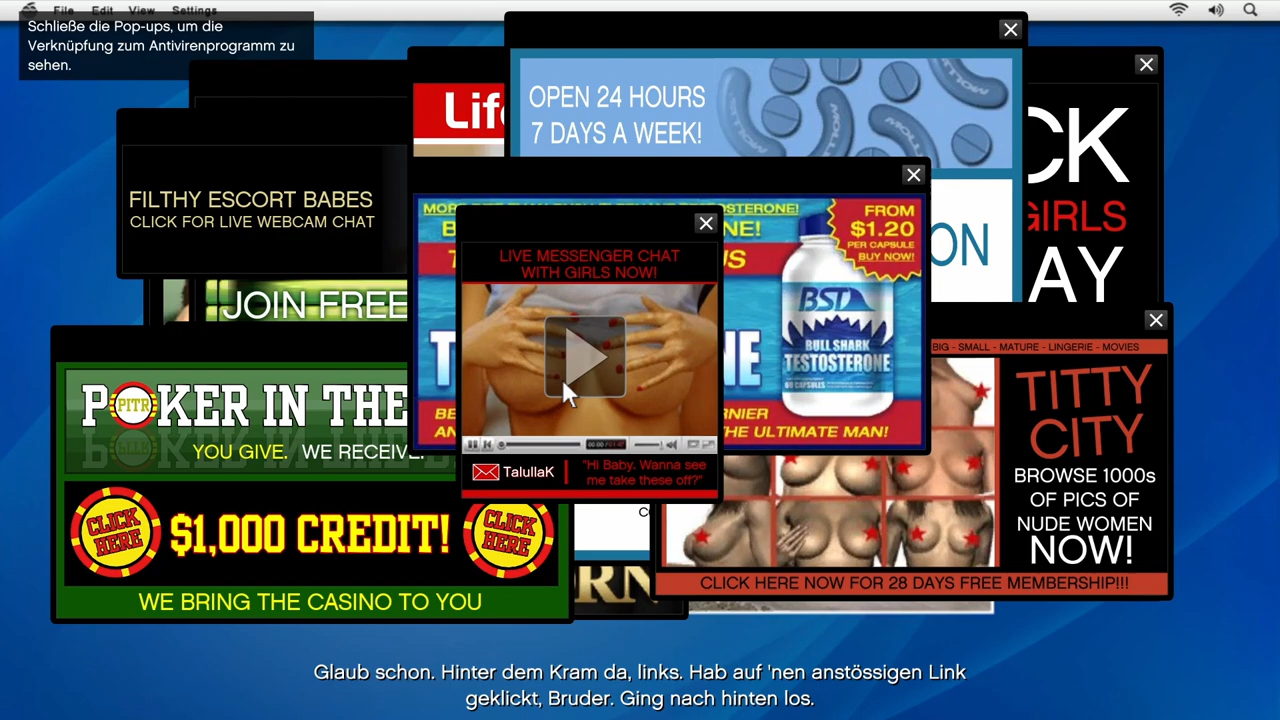 File Edit View Settings
Schließe die Pop-ups, um die
Verknüpfung zum Antivirenprogramm zu
sehen.
OPEN 24 HOURS
7 DAYS A WEEK!
FILTHY ESCORT BABES
CLICK FOR LIVE WEBCAM CHAT
JOIN FREE
CK
GIRLS
AY
ON
FROM
$1.20
PER CAPSULE
BUY NOW!
BST
BULL SHARK
TESTOSTERONE
60 CAPSULES
NE!
US
NE
THE ULTIMATE MAN!
LIVE MESSENGER CHAT
WITH GIRLS NOW!
TalullaK
"Hi Baby. Wanna see
me take these off?"
POKER IN THE
PITR
YOU GIVE. WE RECEIVE.
CLICK
HERE
$1,000 CREDIT!
CLICK
HERE
WE BRING THE CASINO TO YOU
BIG - SMALL - MATURE - LINGERIE - MOVIES
TITTY
CITY
BROWSE 1000s
OF PICS OF
NUDE WOMEN
NOW!
CLICK HERE NOW FOR 28 DAYS FREE MEMBERSHIP!!!
RN
Glaub schon. Hinter dem Kram da, links. Hab auf 'nen anstössigen Link
geklickt, Bruder. Ging nach hinten los.